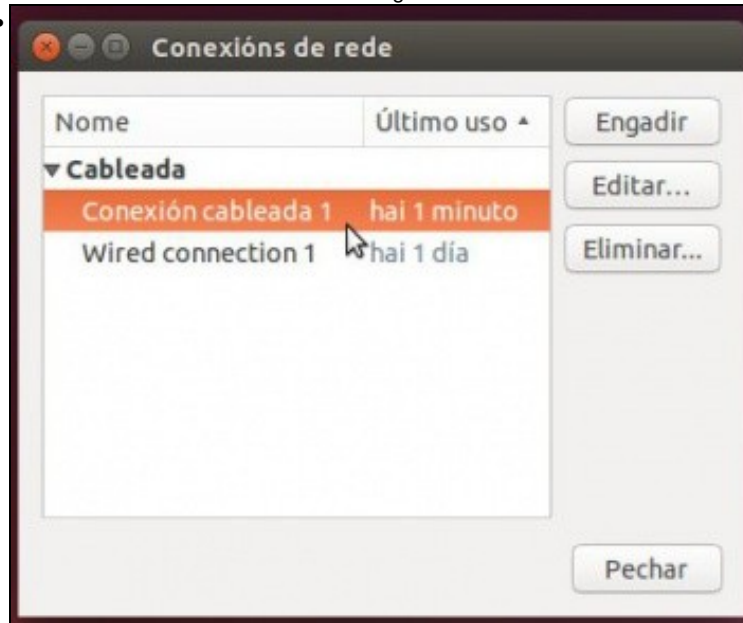 Conexións de rede
Nome Último uso Engadir
Cableada
Editar...
Conexión cableada 1 hai 1 minuto
Wired connection 1 hai 1 día Eliminar...
Pechar